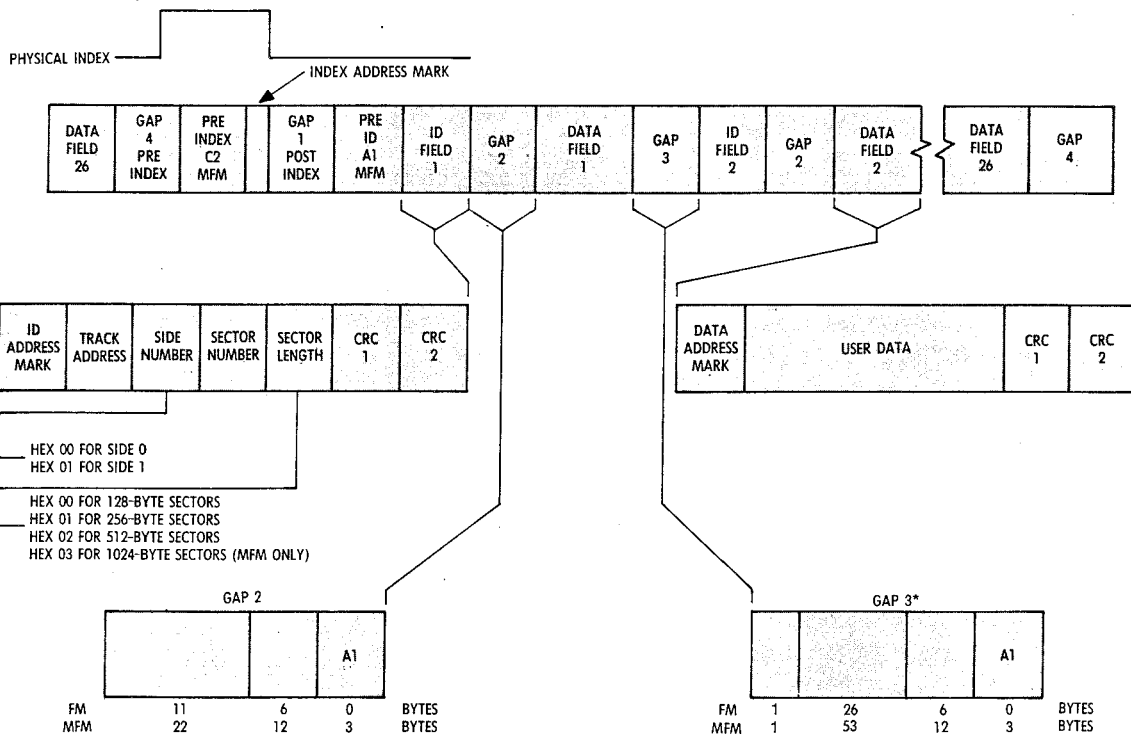 PHYSICAL INDEX
INDEX ADDRESS MARK
DATA FIELD 26
GAP 4 PRE INDEX
PRE INDEX C2 MFM
GAP 1 POST INDEX
PRE ID A1 MFM
ID FIELD 1
GAP 2
DATA FIELD 1
GAP 3
ID FIELD 2
GAP 2
DATA FIELD 2
DATA FIELD 26
GAP 4
ID ADDRESS MARK
TRACK ADDRESS
SIDE NUMBER
SECTOR NUMBER
SECTOR LENGTH
CRC 1
CRC 2
DATA ADDRESS MARK
USER DATA
CRC 1
CRC 2
HEX 00 FOR SIDE 0
HEX 01 FOR SIDE 1
HEX 00 FOR 128-BYTE SECTORS
HEX 01 FOR 256-BYTE SECTORS
HEX 02 FOR 512-BYTE SECTORS
HEX 03 FOR 1024-BYTE SECTORS (MFM ONLY)
GAP 2
A1
FM 11 6 0 BYTES
MFM 22 12 3 BYTES
GAP 3*
A1
FM 1 26 6 0 BYTES
MFM 1 53 12 3 BYTES